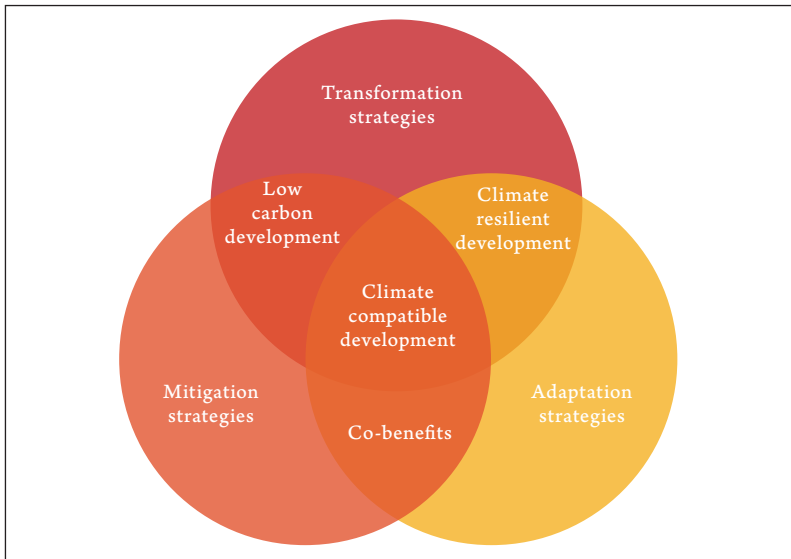 Transformation
strategies
Low
carbon
development
Climate
resilient
development
Climate
compatible
development
Mitigation
strategies
Adaptation
strategies
Co-benefits